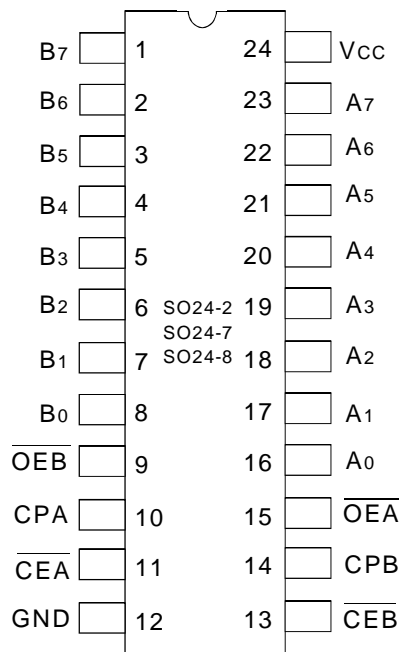 B7 1 24 VCC
B6 2 23 A7
B5 3 22 A6
B4 4 21 A5
B3 5 20 A4
B2 6 SO24-2 19 A3
SO24-7
B1 7 SO24-8 18 A2
B0 8 17 A1
OEB 9 16 A0
CPA 10 15 OEA
CEA 11 14 CPB
GND 12 13 CEB